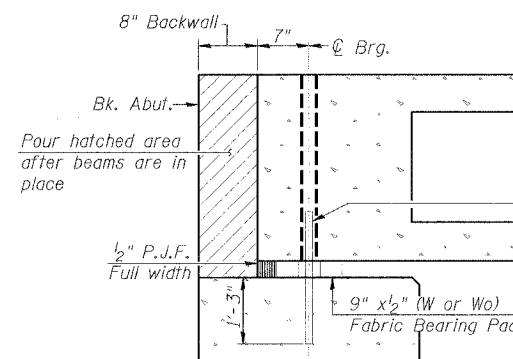 8" Backwall
7"
℄ Brg.
Bk. Abut.
Pour hatched area
after beams are in
place
½" P.J.F.
Full width
1'-3"
9" x½" (W or Wo)
Fabric Bearing Pad